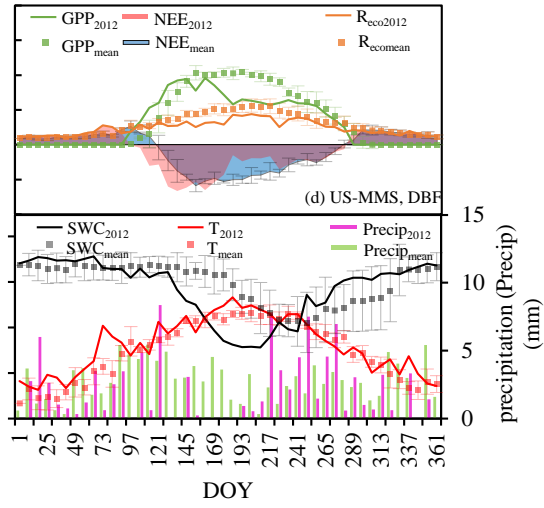 GPP2012 NEE2012 Reco2012
GPPmean NEEmean Recomean
(d) US-MMS, DBF
SWC2012 T2012 Precip2012
SWCmean Tmean Precipmean
15
10
5
0
precipitation (Precip)
(mm)
1 25 49 73 97 121 145 169 193 217 241 265 289 313 337 361
DOY